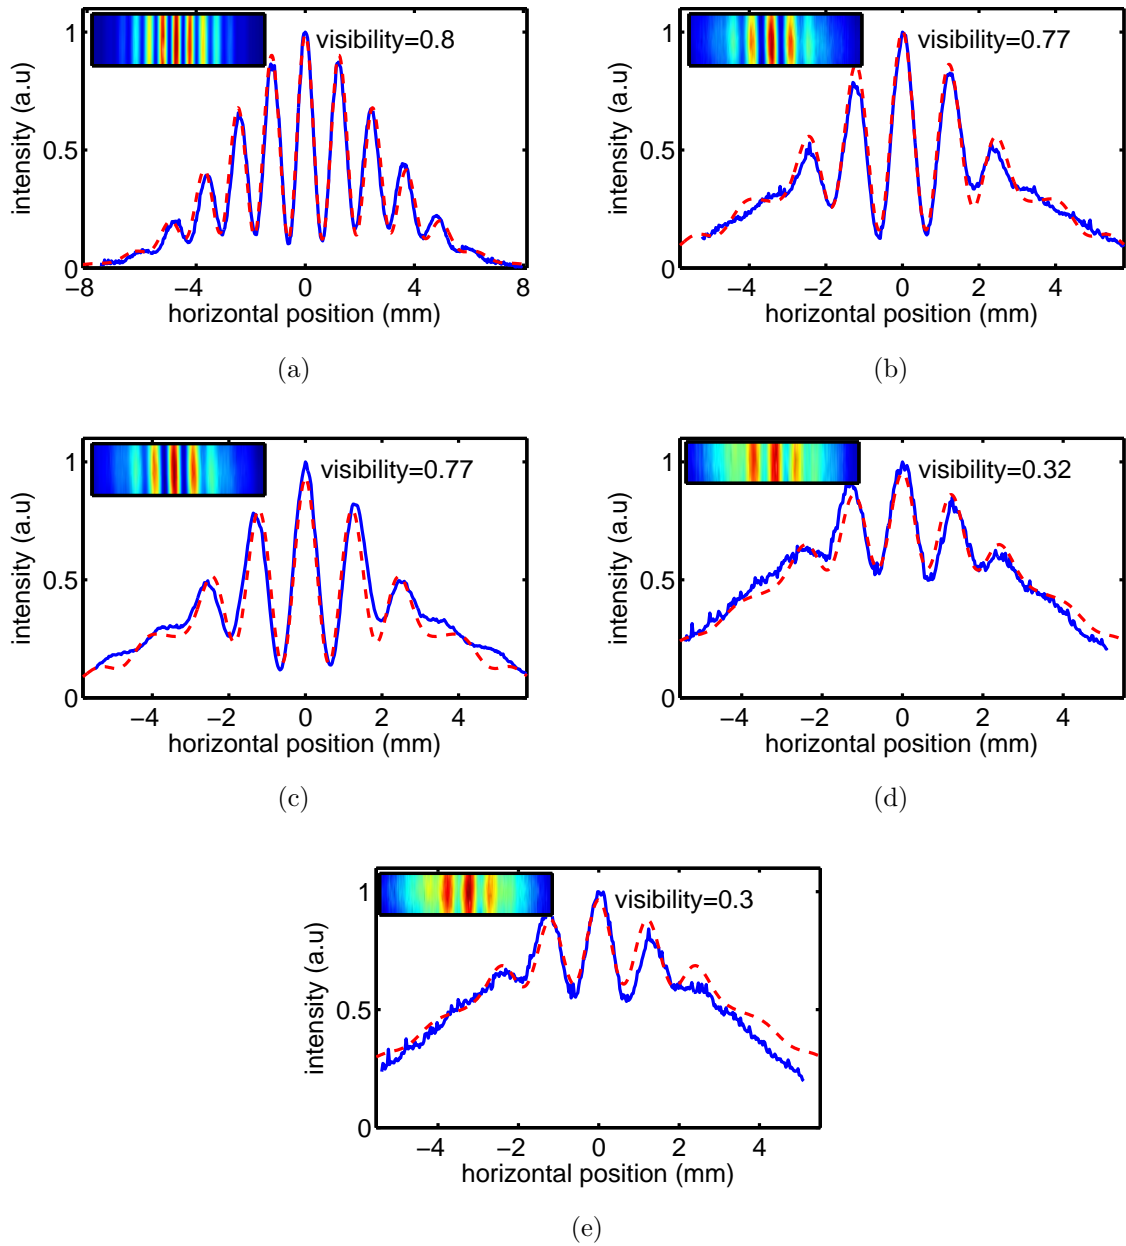 visibility=0.8
intensity (a.u)
1
0.5
0
−8 −4 0 4 8
horizontal position (mm)
(a)
visibility=0.77
intensity (a.u)
1
0.5
0
−4 −2 0 2 4
horizontal position (mm)
(b)
visibility=0.77
intensity (a.u)
1
0.5
0
−4 −2 0 2 4
horizontal position (mm)
(c)
visibility=0.32
intensity (a.u)
1
0.5
0
−4 −2 0 2 4
horizontal position (mm)
(d)
visibility=0.3
intensity (a.u)
1
0.5
0
−4 −2 0 2 4
horizontal position (mm)
(e)